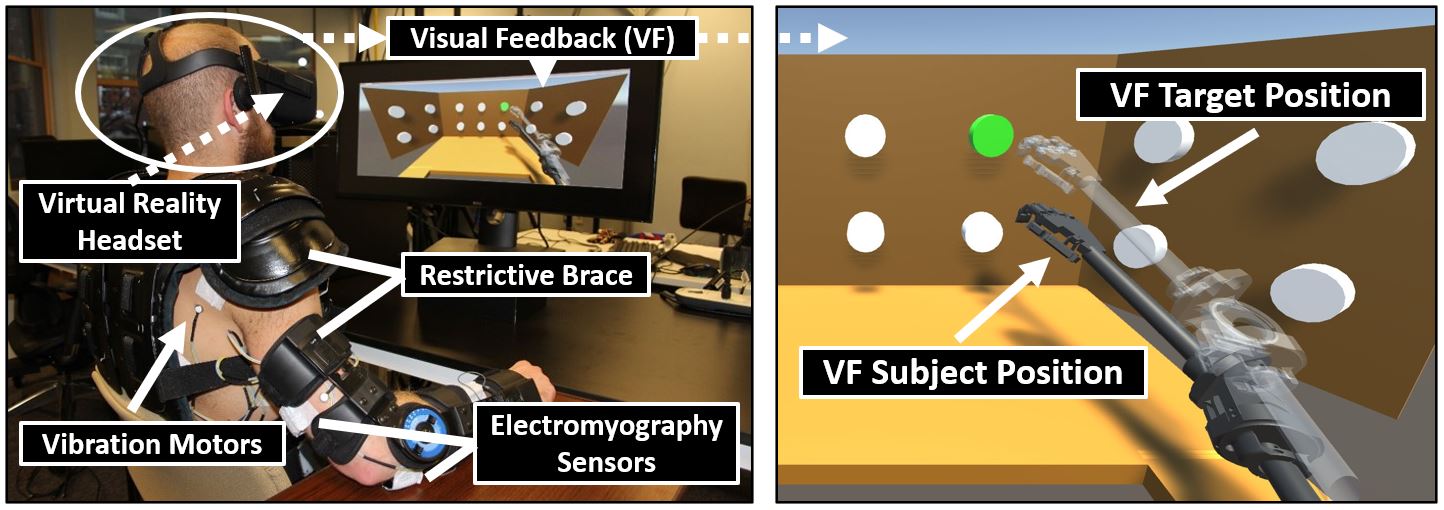 Visual Feedback (VF)
Virtual Reality
Headset
Restrictive Brace
Vibration Motors
Electromyography
Sensors
VF Target Position
VF Subject Position